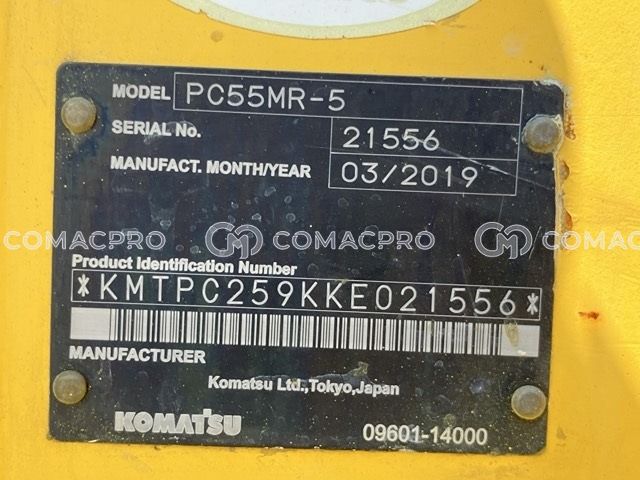 MODEL PC55MR-5
SERIAL No. 21556
MANUFACT. MONTH/YEAR 03/2019
COMACPRO COMACPRO COMACPRO
Product Identification Number
*KMTPC259KKE021556*
MANUFACTURER
Komatsu Ltd.,Tokyo,Japan
KOMATSU 09601-14000